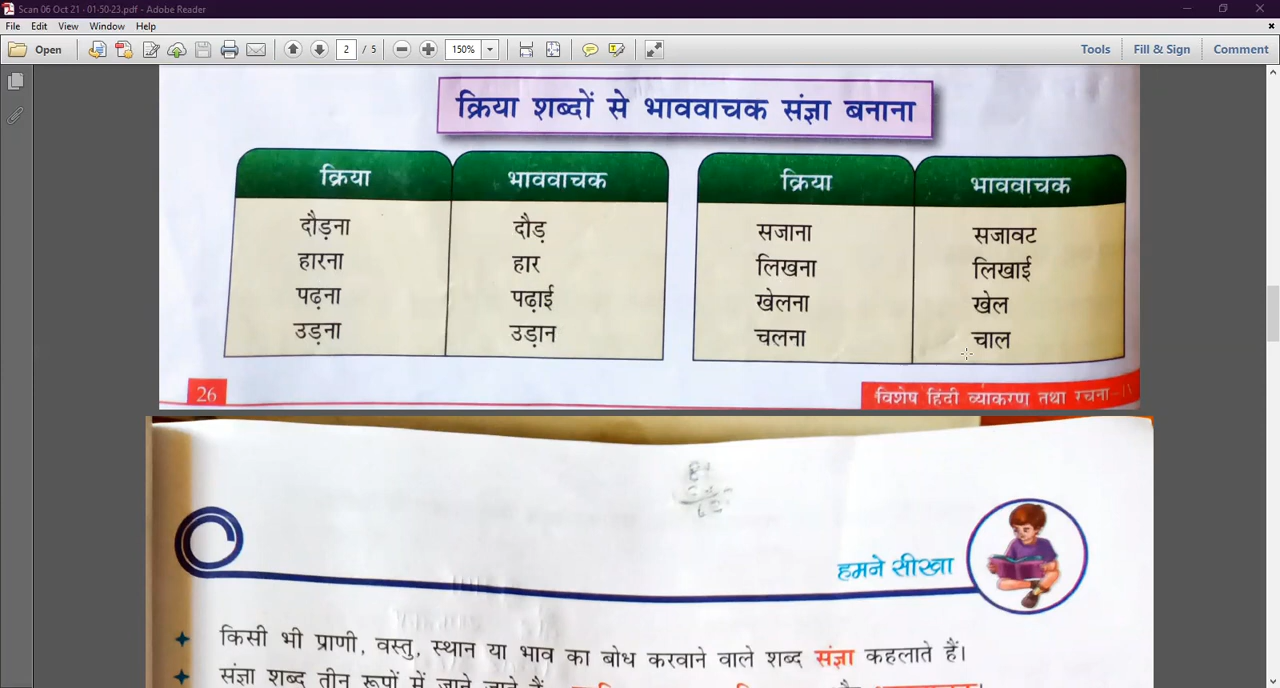 Scan 06 Oct 21 - 01-50-23.pdf - Adobe Reader
File Edit View Window Help
Open 2 / 5 150% Tools Fill & Sign Comment
क्रिया शब्दों से भाववाचक संज्ञा बनाना
क्रिया भाववाचक
दौड़ना दौड़
हारना हार
पढ़ना पढ़ाई
उड़ना उड़ान
क्रिया भाववाचक
सजाना सजावट
लिखना लिखाई
खेलना खेल
चलना चाल
26
विशेष हिंदी व्याकरण तथा रचना
हमने सीखा
किसी भी प्राणी, वस्तु, स्थान या भाव का बोध करवाने वाले शब्द संज्ञा कहलाते हैं।
संज्ञा शब्द तीन रूपों में जाने जाते हैं